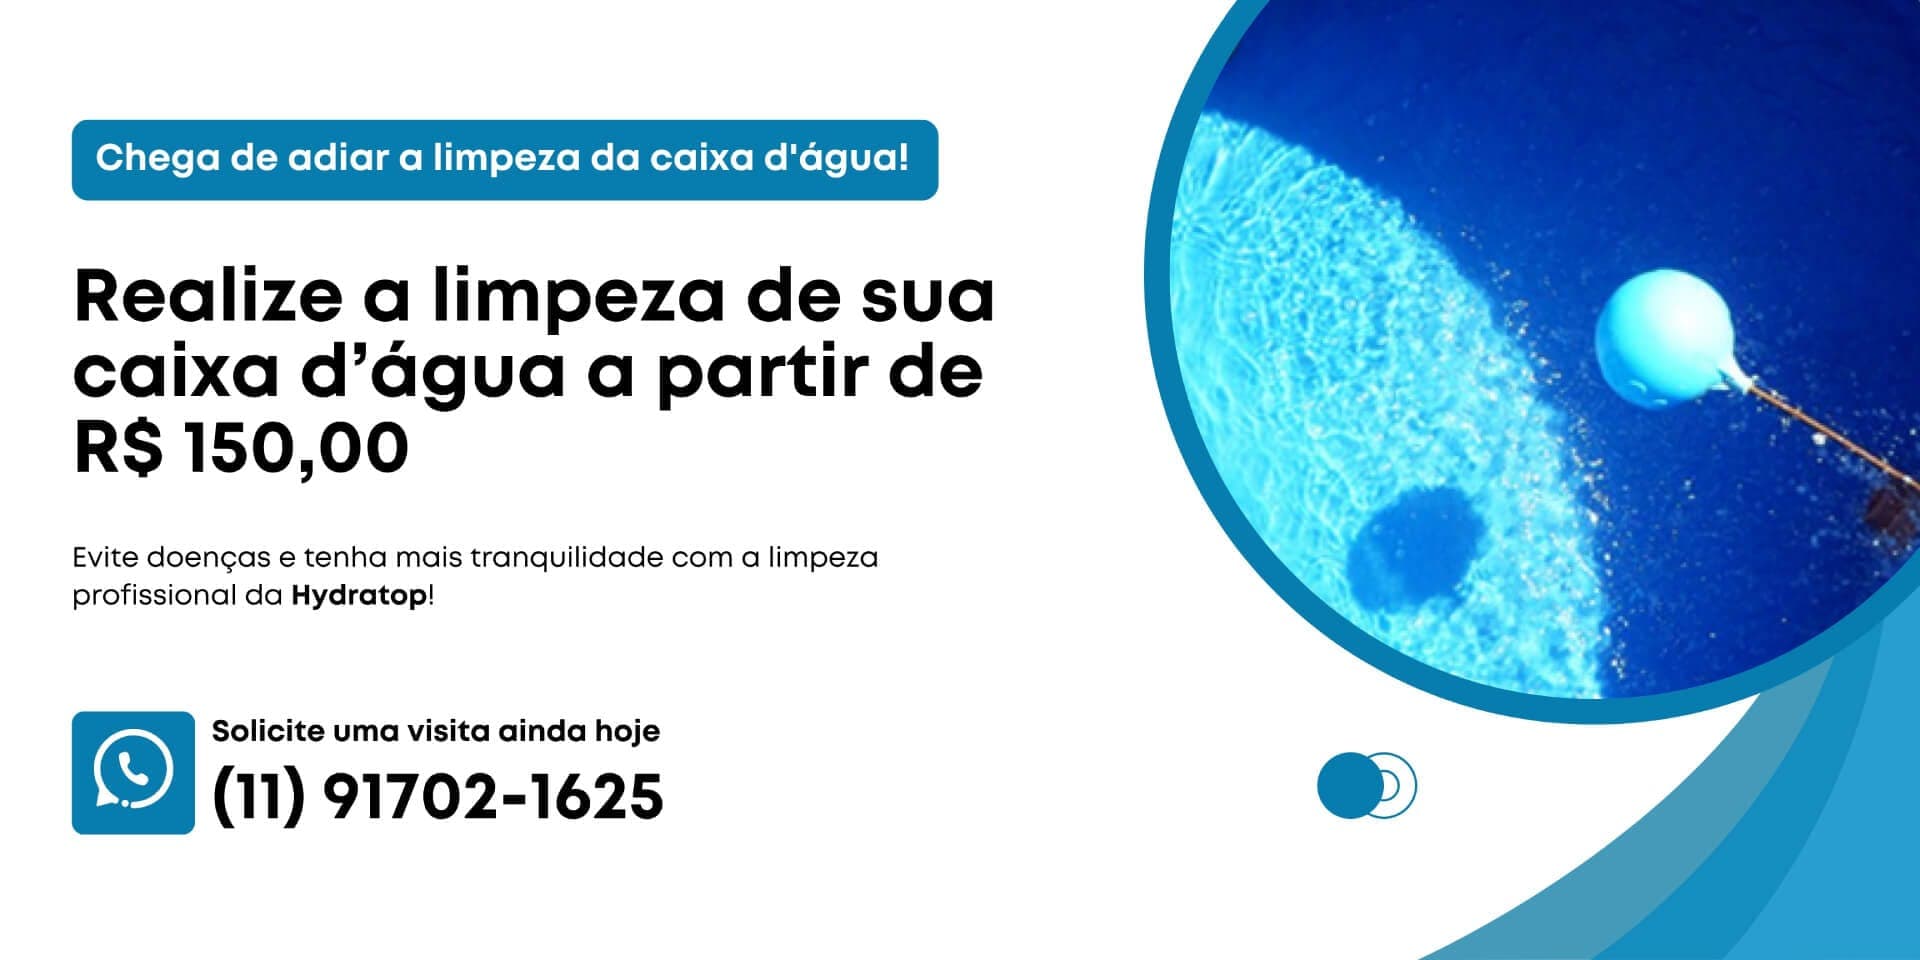 Chega de adiar a limpeza da caixa d'água!
Realize a limpeza de sua
caixa d’água a partir de
R$ 150,00
Evite doenças e tenha mais tranquilidade com a limpeza
profissional da Hydratop!
Solicite uma visita ainda hoje
(11) 91702-1625